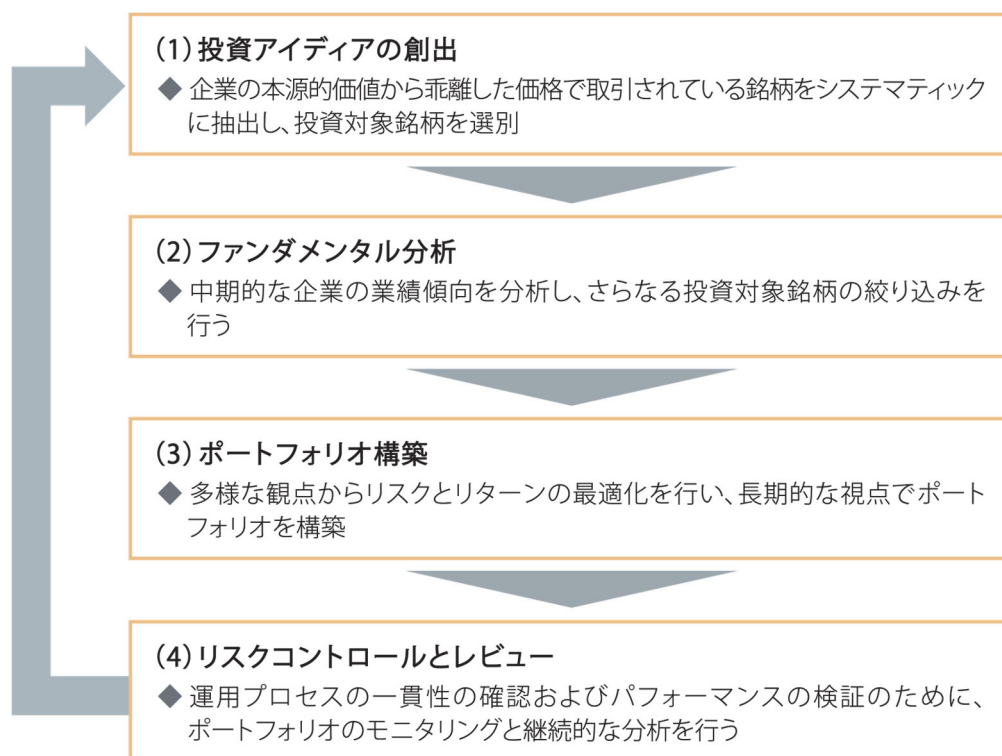 (1)投資アイディアの創出
◆ 企業の本源的価値から乖離した価格で取引されている銘柄をシステマティック
に抽出し、投資対象銘柄を選別
(2)ファンダメンタル分析
◆ 中期的な企業の業績傾向を分析し、さらなる投資対象銘柄の絞り込みを
行う
(3)ポートフォリオ構築
◆ 多様な観点からリスクとリターンの最適化を行い、長期的な視点でポート
フォリオを構築
(4)リスクコントロールとレビュー
◆ 運用プロセスの一貫性の確認およびパフォーマンスの検証のために、
ポートフォリオのモニタリングと継続的な分析を行う